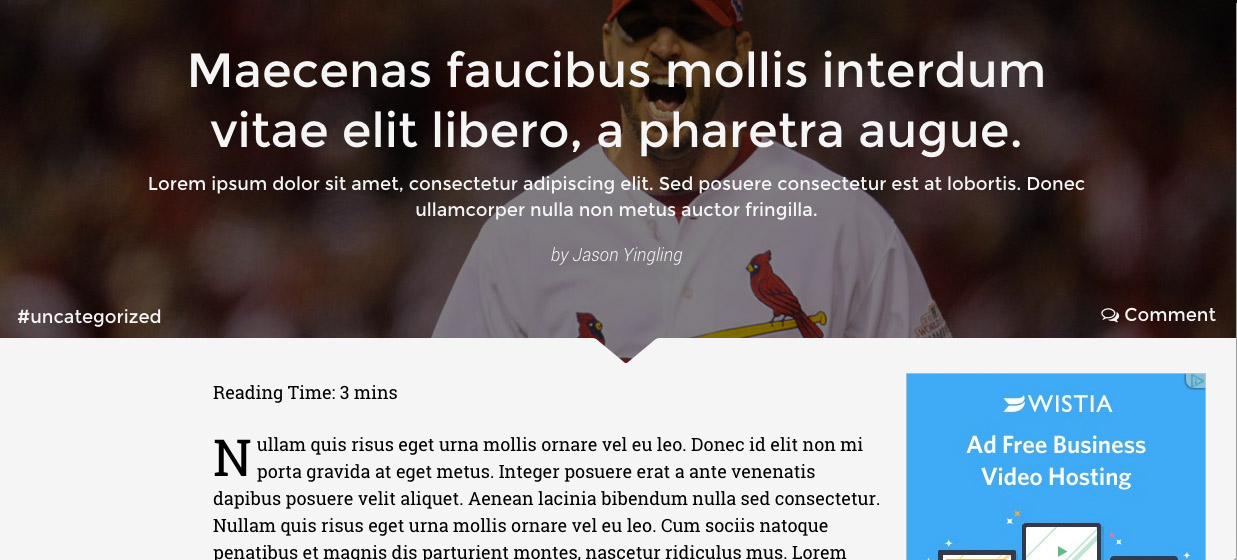 Maecenas faucibus mollis interdum
vitae elit libero, a pharetra augue.
Lorem ipsum dolor sit amet, consectetur adipiscing elit. Sed posuere consectetur est at lobortis. Donec
ullamcorper nulla non metus auctor fringilla.
by Jason Yingling
#uncategorized
Comment
Reading Time: 3 mins
Nullam quis risus eget urna mollis ornare vel eu leo. Donec id elit non mi
porta gravida at eget metus. Integer posuere erat a ante venenatis
dapibus posuere velit aliquet. Aenean lacinia bibendum nulla sed consectetur.
Nullam quis risus eget urna mollis ornare vel eu leo. Cum sociis natoque
penatibus et magnis dis parturient montes, nascetur ridiculus mus. Lorem
WISTIA
Ad Free Business
Video Hosting